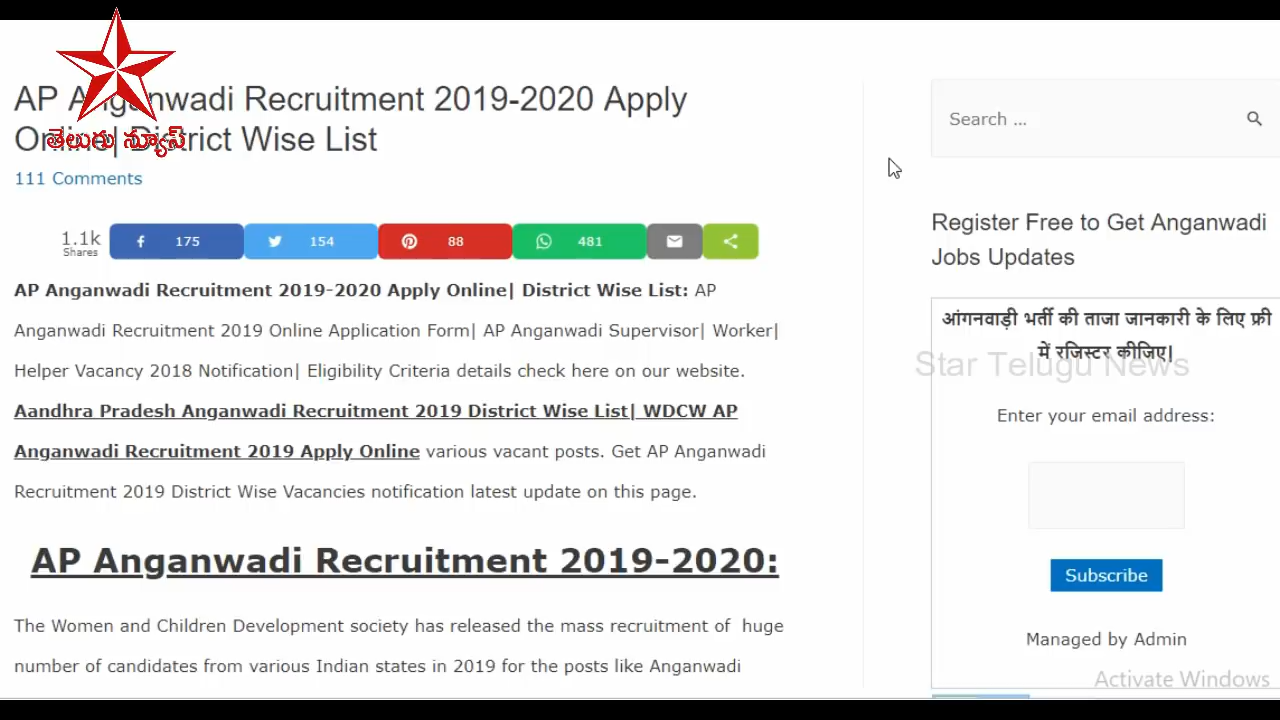 AP Anganwadi Recruitment 2019-2020 Apply
Online| District Wise List
తెలుగు న్యూస్
111 Comments
1.1k
Shares
175
154
88
481
AP Anganwadi Recruitment 2019-2020 Apply Online| District Wise List: AP
Anganwadi Recruitment 2019 Online Application Form| AP Anganwadi Supervisor| Worker|
Helper Vacancy 2018 Notification| Eligibility Criteria details check here on our website.
Aandhra Pradesh Anganwadi Recruitment 2019 District Wise List| WDCW AP
Anganwadi Recruitment 2019 Apply Online various vacant posts. Get AP Anganwadi
Recruitment 2019 District Wise Vacancies notification latest update on this page.
AP Anganwadi Recruitment 2019-2020:
The Women and Children Development society has released the mass recruitment of huge
number of candidates from various Indian states in 2019 for the posts like Anganwadi
Search ...
Register Free to Get Anganwadi
Jobs Updates
आंगनवाड़ी भर्ती की ताजा जानकारी के लिए फ्री
में रजिस्टर कीजिए|
Star Telugu News
Enter your email address:
Subscribe
Managed by Admin
Activate Windows